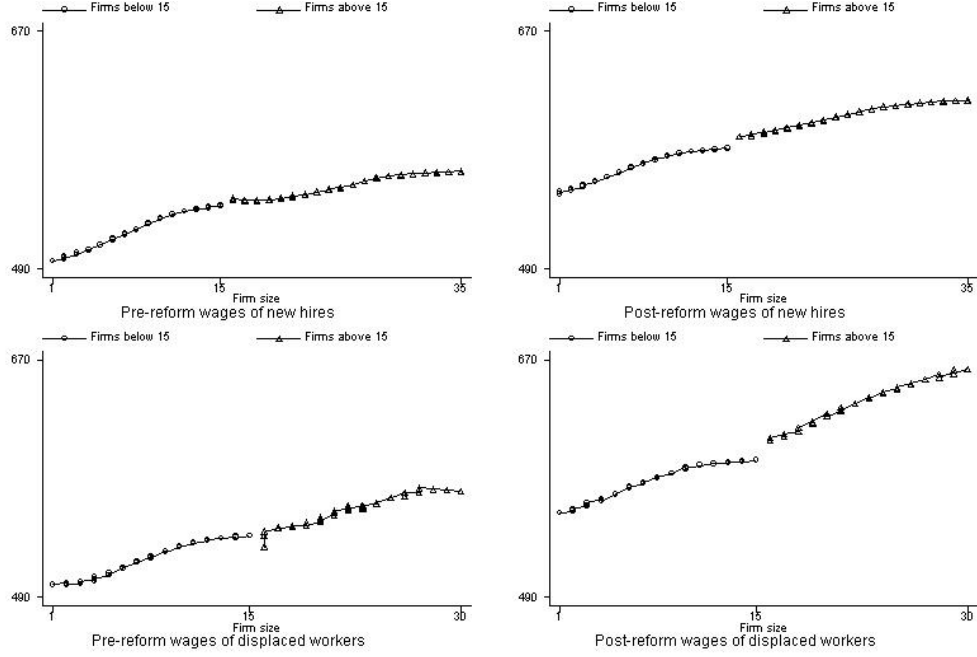 Firms below 15 Firms above 15
670
490
1 15 35
Firm size
Pre-reform wages of new hires
Firms below 15 Firms above 15
670
490
1 15 35
Firm size
Post-reform wages of new hires
Firms below 15 Firms above 15
670
490
1 15 30
Firm size
Pre-reform wages of displaced workers
Firms below 15 Firms above 15
670
490
1 15 30
Firm size
Post-reform wages of displaced workers